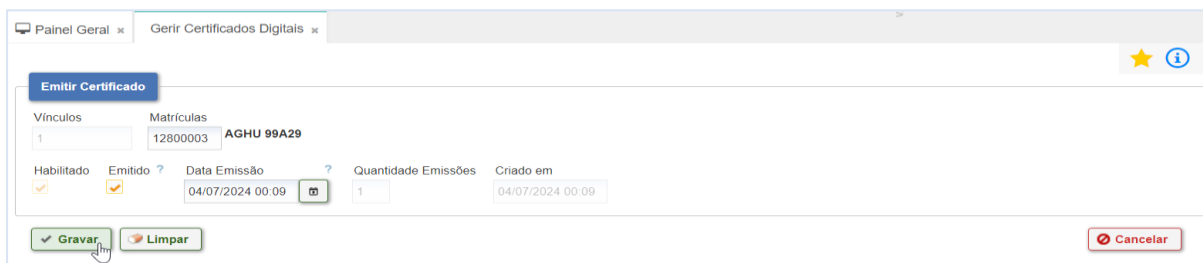 Painel Geral
Gerir Certificados Digitais
Emitir Certificado
Vínculos Matrículas
1 12800003 AGHU 99A29
Habilitado Emitido ? Data Emissão ? Quantidade Emissões Criado em
04/07/2024 00:09 1 04/07/2024 00:09
Gravar Limpar Cancelar